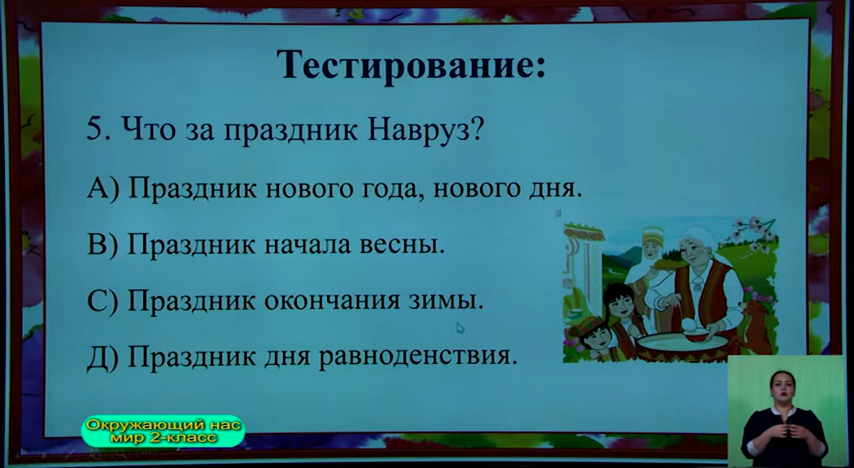 Тестирование:
5. Что за праздник Навруз?
А) Праздник нового года, нового дня.
В) Праздник начала весны.
С) Праздник окончания зимы.
Д) Праздник дня равноденствия.
Окружающий нас
мир 2-класс